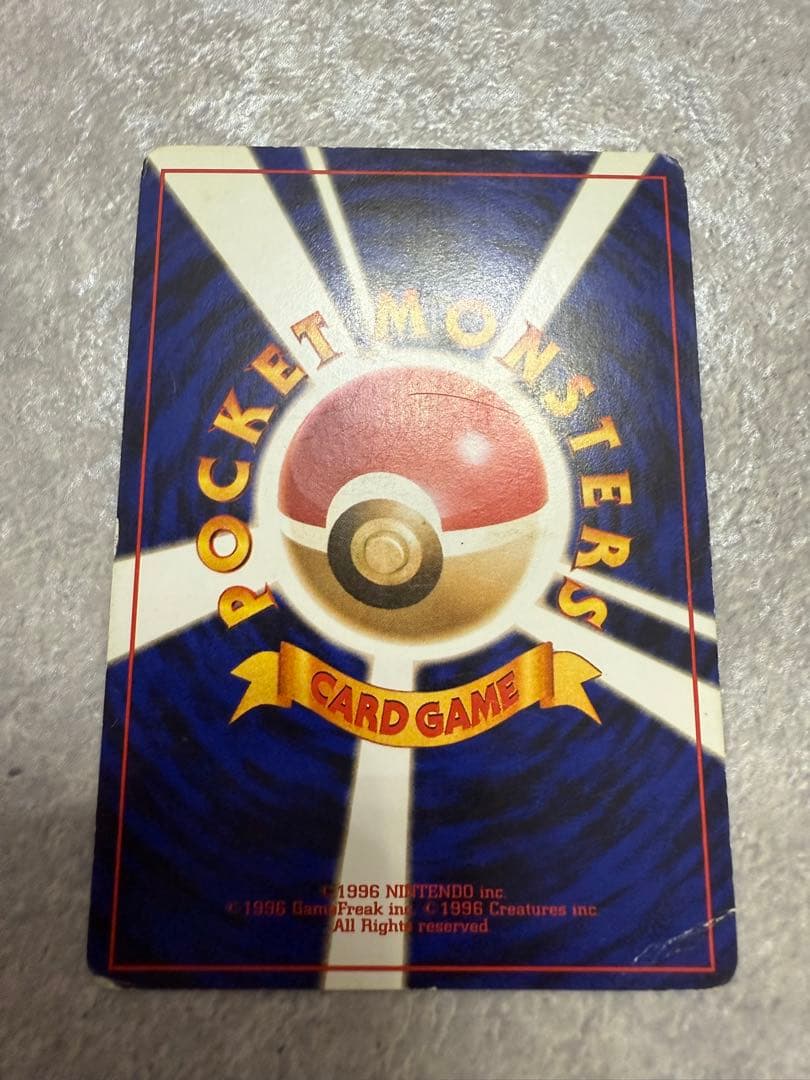 POCKET MONSTERS
CARD GAME
©1996 NINTENDO inc.
©1996 GameFreak inc. ©1996 Creatures inc.
All Rights reserved